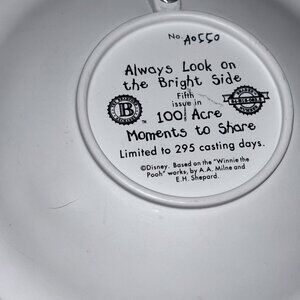 No. A0550
Always Look on
the Bright Side
Fifth
issue in
100 Acre
Moments to Share
Limited to 295 casting days.
©Disney. Based on the "Winnie the
Pooh" works, by A.A. Milne and
E.H. Shepard.
B
TM